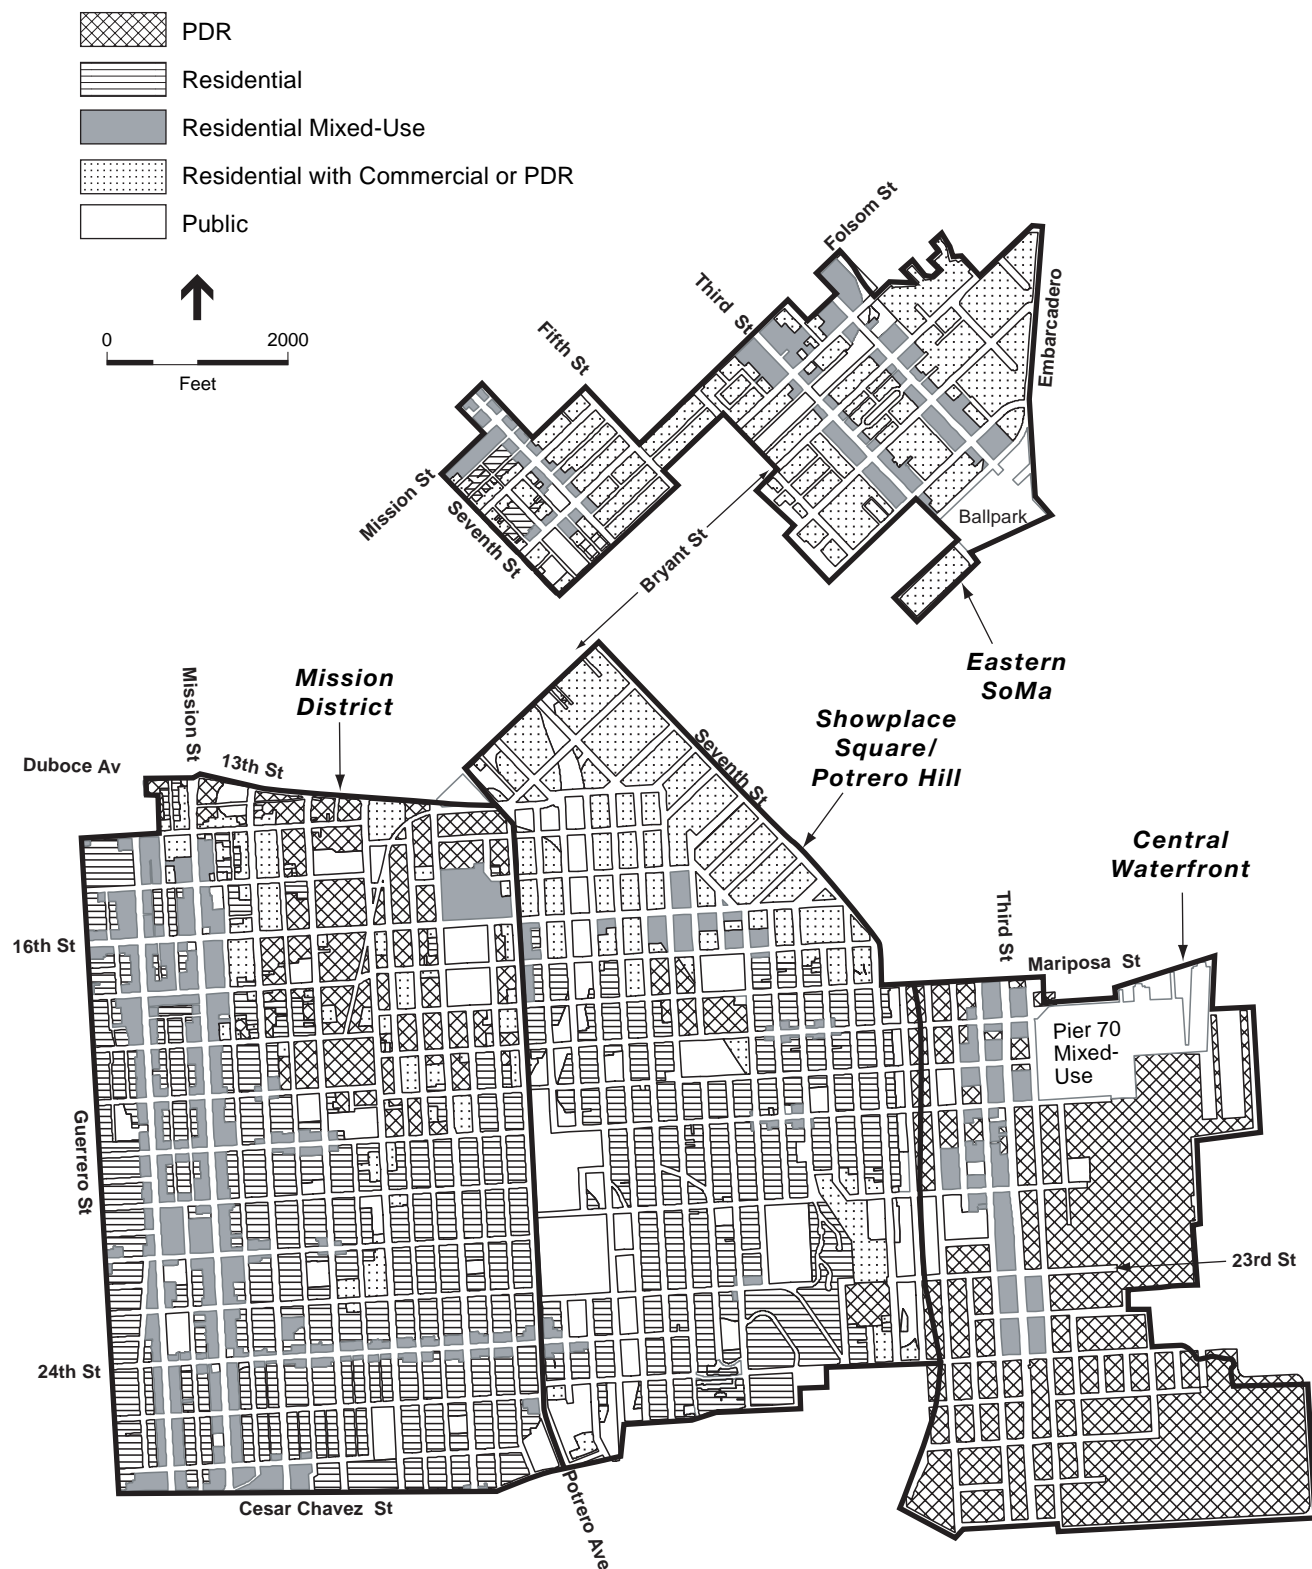 PDR
Residential
Residential Mixed-Use
Residential with Commercial or PDR
Public
0
2000
Feet
Folsom St
Third St
Fifth St
Embarcadero
Mission St
Seventh St
Ballpark
Bryant St
Eastern
SoMa
Mission
District
Mission St
Showplace
Square/
Potrero Hill
Seventh St
Duboce Av
13th St
Central
Waterfront
16th St
Third St
Mariposa St
Pier 70
Mixed-
Use
Guerrero St
23rd St
24th St
Cesar Chavez St
Potrero Ave